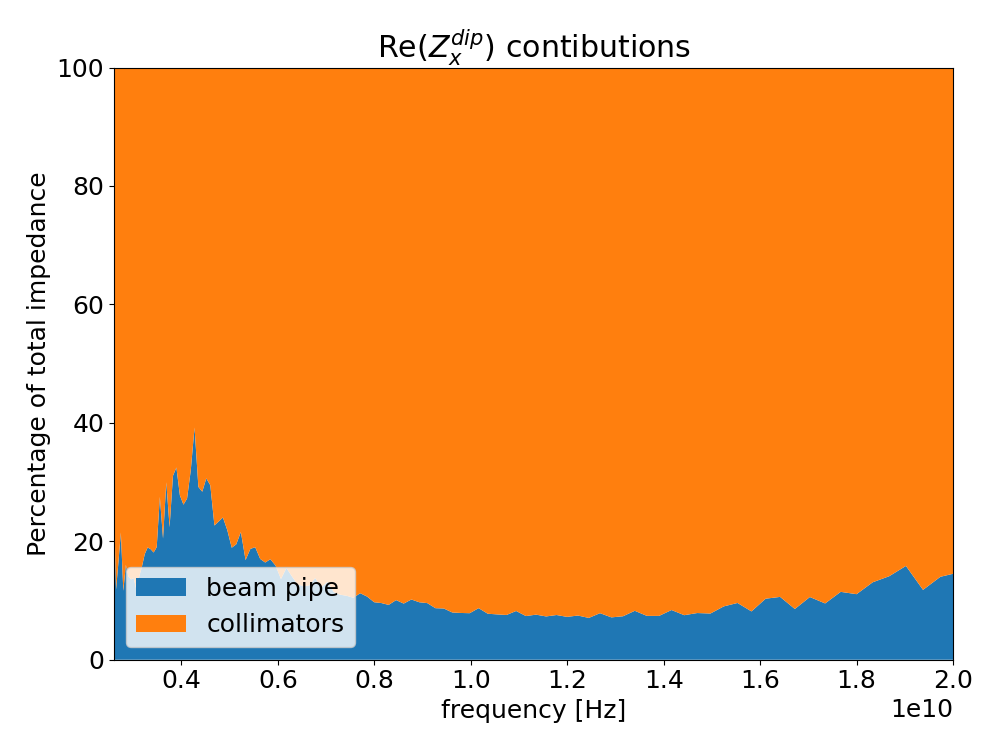 Re(Z_x^{dip}) contibutions
Percentage of total impedance
100
80
60
40
20
0
beam pipe
collimators
0.4 0.6 0.8 1.0 1.2 1.4 1.6 1.8 2.0
frequency [Hz]
1e10